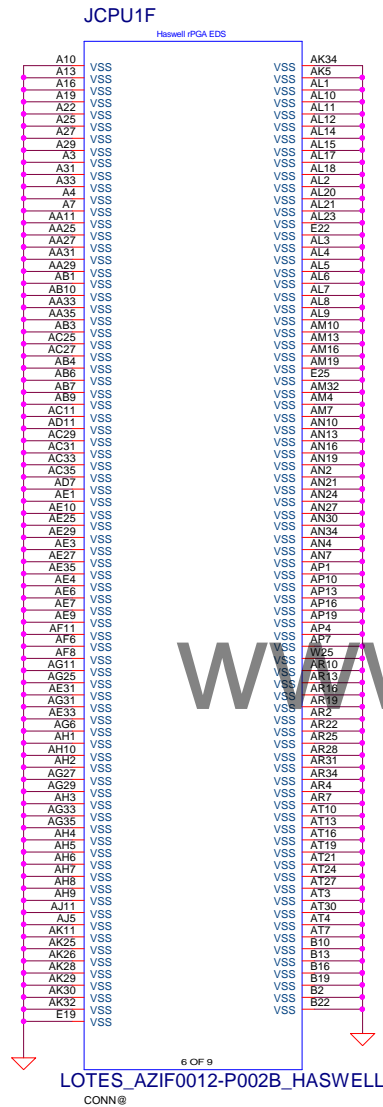 JCPU1F
Haswell rPGA EDS
A10 VSS VSS AK34
A13 VSS VSS AK5
A16 VSS VSS AL1
A19 VSS VSS AL10
A22 VSS VSS AL11
A25 VSS VSS AL12
A27 VSS VSS AL14
A29 VSS VSS AL15
A3 VSS VSS AL17
A31 VSS VSS AL18
A33 VSS VSS AL2
A4 VSS VSS AL20
A7 VSS VSS AL21
AA11 VSS VSS AL23
AA25 VSS VSS E22
AA27 VSS VSS AL3
AA31 VSS VSS AL4
AA29 VSS VSS AL5
AB1 VSS VSS AL6
AB10 VSS VSS AL7
AA33 VSS VSS AL8
AA35 VSS VSS AL9
AB3 VSS VSS AM10
AC25 VSS VSS AM13
AC27 VSS VSS AM16
AB4 VSS VSS AM19
AB6 VSS VSS E25
AB7 VSS VSS AM32
AB9 VSS VSS AM4
AC11 VSS VSS AM7
AD11 VSS VSS AN10
AC29 VSS VSS AN13
AC31 VSS VSS AN16
AC33 VSS VSS AN19
AC35 VSS VSS AN2
AD7 VSS VSS AN21
AE1 VSS VSS AN24
AE10 VSS VSS AN27
AE25 VSS VSS AN30
AE29 VSS VSS AN34
AE3 VSS VSS AN4
AE27 VSS VSS AN7
AE35 VSS VSS AP1
AE4 VSS VSS AP10
AE6 VSS VSS AP13
AE7 VSS VSS AP16
AE9 VSS VSS AP19
AF11 VSS VSS AP4
AF6 VSS VSS AP7
AF8 VSS VSS W25
AG11 VSS VSS AR10
AG25 VSS VSS AR13
AE31 VSS VSS AR16
AG31 VSS VSS AR19
AE33 VSS VSS AR2
AG6 VSS VSS AR22
AH1 VSS VSS AR25
AH10 VSS VSS AR28
AH2 VSS VSS AR31
AG27 VSS VSS AR34
AG29 VSS VSS AR4
AH3 VSS VSS AR7
AG33 VSS VSS AT10
AG35 VSS VSS AT13
AH4 VSS VSS AT16
AH5 VSS VSS AT19
AH6 VSS VSS AT21
AH7 VSS VSS AT24
AH8 VSS VSS AT27
AH9 VSS VSS AT3
AJ11 VSS VSS AT30
AJ5 VSS VSS AT4
AK11 VSS VSS AT7
AK25 VSS VSS B10
AK26 VSS VSS B13
AK28 VSS VSS B16
AK29 VSS VSS B19
AK30 VSS VSS B2
AK32 VSS VSS B22
E19 VSS
6 OF 9
LOTES_AZIF0012-P002B_HASWELL
CONN@